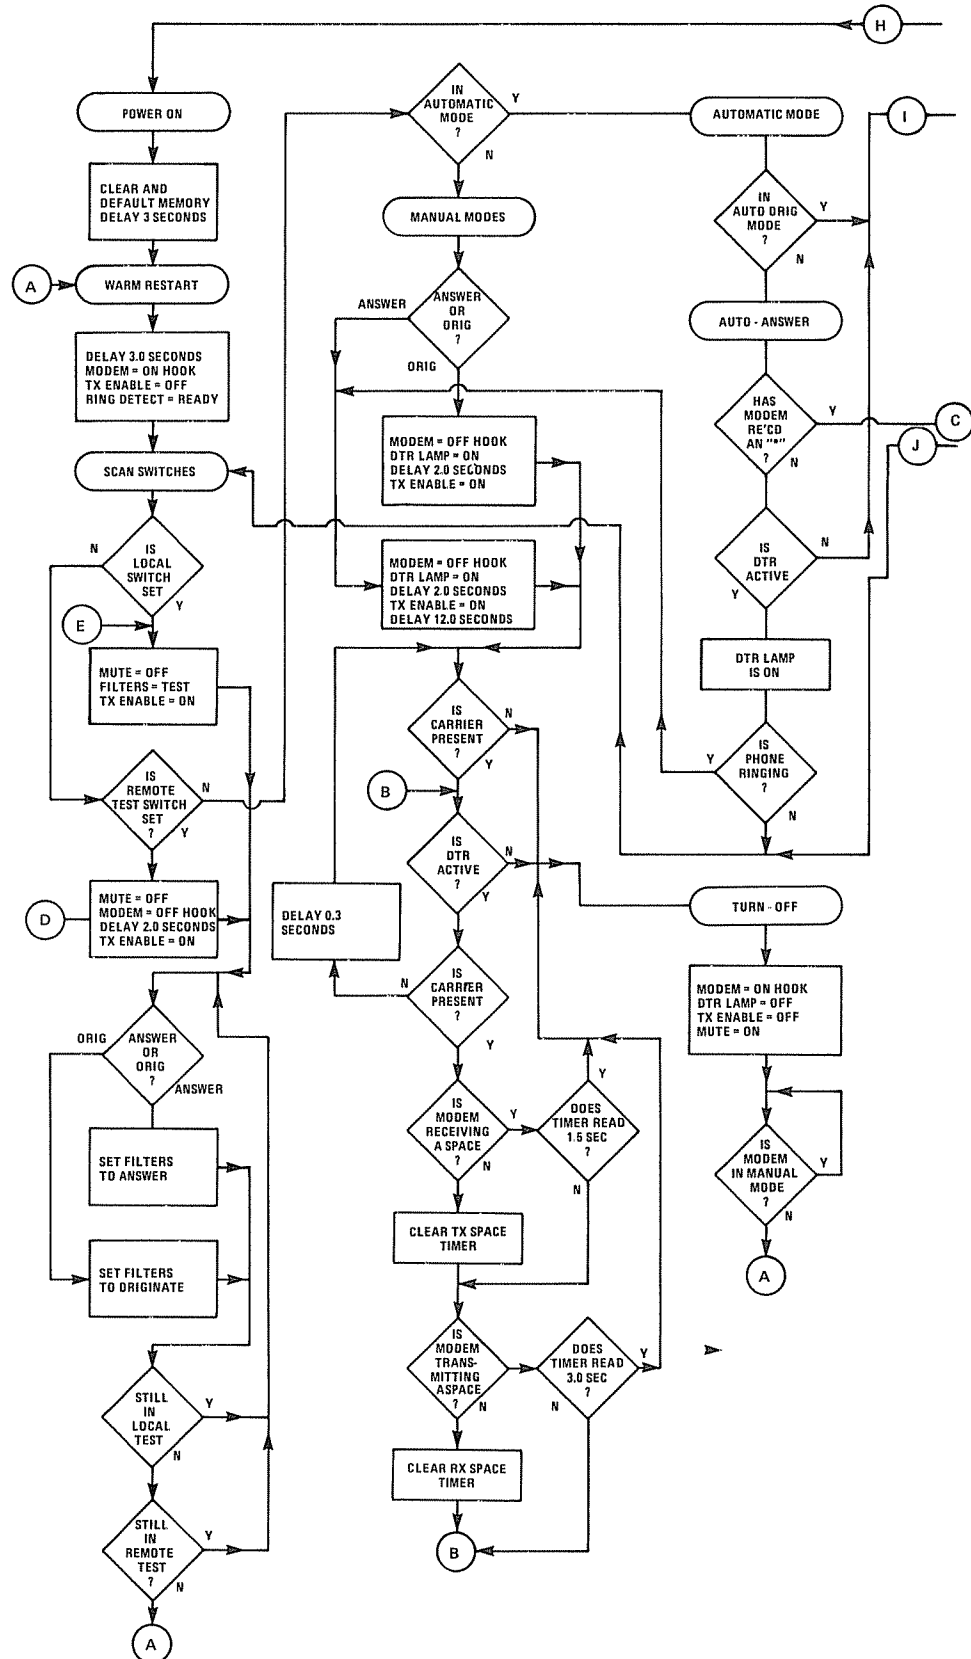 H
POWER ON
CLEAR AND
DEFAULT MEMORY
DELAY 3 SECONDS
A
WARM RESTART
DELAY 3.0 SECONDS
MODEM = ON HOOK
TX ENABLE = OFF
RING DETECT = READY
SCAN SWITCHES
N
IS
LOCAL
SWITCH
SET
Y
E
MUTE = OFF
FILTERS = TEST
TX ENABLE = ON
IS
REMOTE
TEST SWITCH
SET
?
N
Y
D
MUTE = OFF
MODEM = OFF HOOK
DELAY 2.0 SECONDS
TX ENABLE = ON
ORIG
ANSWER
OR
ORIG
?
ANSWER
SET FILTERS
TO ANSWER
SET FILTERS
TO ORIGINATE
STILL
IN
LOCAL
TEST
Y
N
STILL
IN
REMOTE
TEST
?
Y
N
A
IN
AUTOMATIC
MODE
?
Y
N
MANUAL MODES
ANSWER
ANSWER
OR
ORIG
?
ORIG
MODEM = OFF HOOK
DTR LAMP = ON
DELAY 2.0 SECONDS
TX ENABLE = ON
MODEM = OFF HOOK
DTR LAMP = ON
DELAY 2.0 SECONDS
TX ENABLE = ON
DELAY 12.0 SECONDS
IS
CARRIER
PRESENT
?
N
Y
B
IS
DTR
ACTIVE
?
N
Y
DELAY 0.3
SECONDS
N
IS
CARRIER
PRESENT
?
Y
IS
MODEM
RECEIVING
A SPACE
?
Y
N
DOES
TIMER READ
1.5 SEC
?
Y
N
CLEAR TX SPACE
TIMER
IS
MODEM
TRANS-
MITTING
ASPACE
?
N
DOES
TIMER READ
3.0 SEC
?
Y
N
CLEAR RX SPACE
TIMER
B
AUTOMATIC MODE
I
IN
AUTO ORIG
MODE
?
Y
N
AUTO - ANSWER
HAS
MODEM
RE'CD
AN "*"
?
Y
N
C
J
IS
DTR
ACTIVE
N
Y
DTR LAMP
IS ON
IS
PHONE
RINGING
?
Y
N
TURN - OFF
MODEM = ON HOOK
DTR LAMP = OFF
TX ENABLE = OFF
MUTE = ON
IS
MODEM
IN MANUAL
MODE
?
Y
N
A